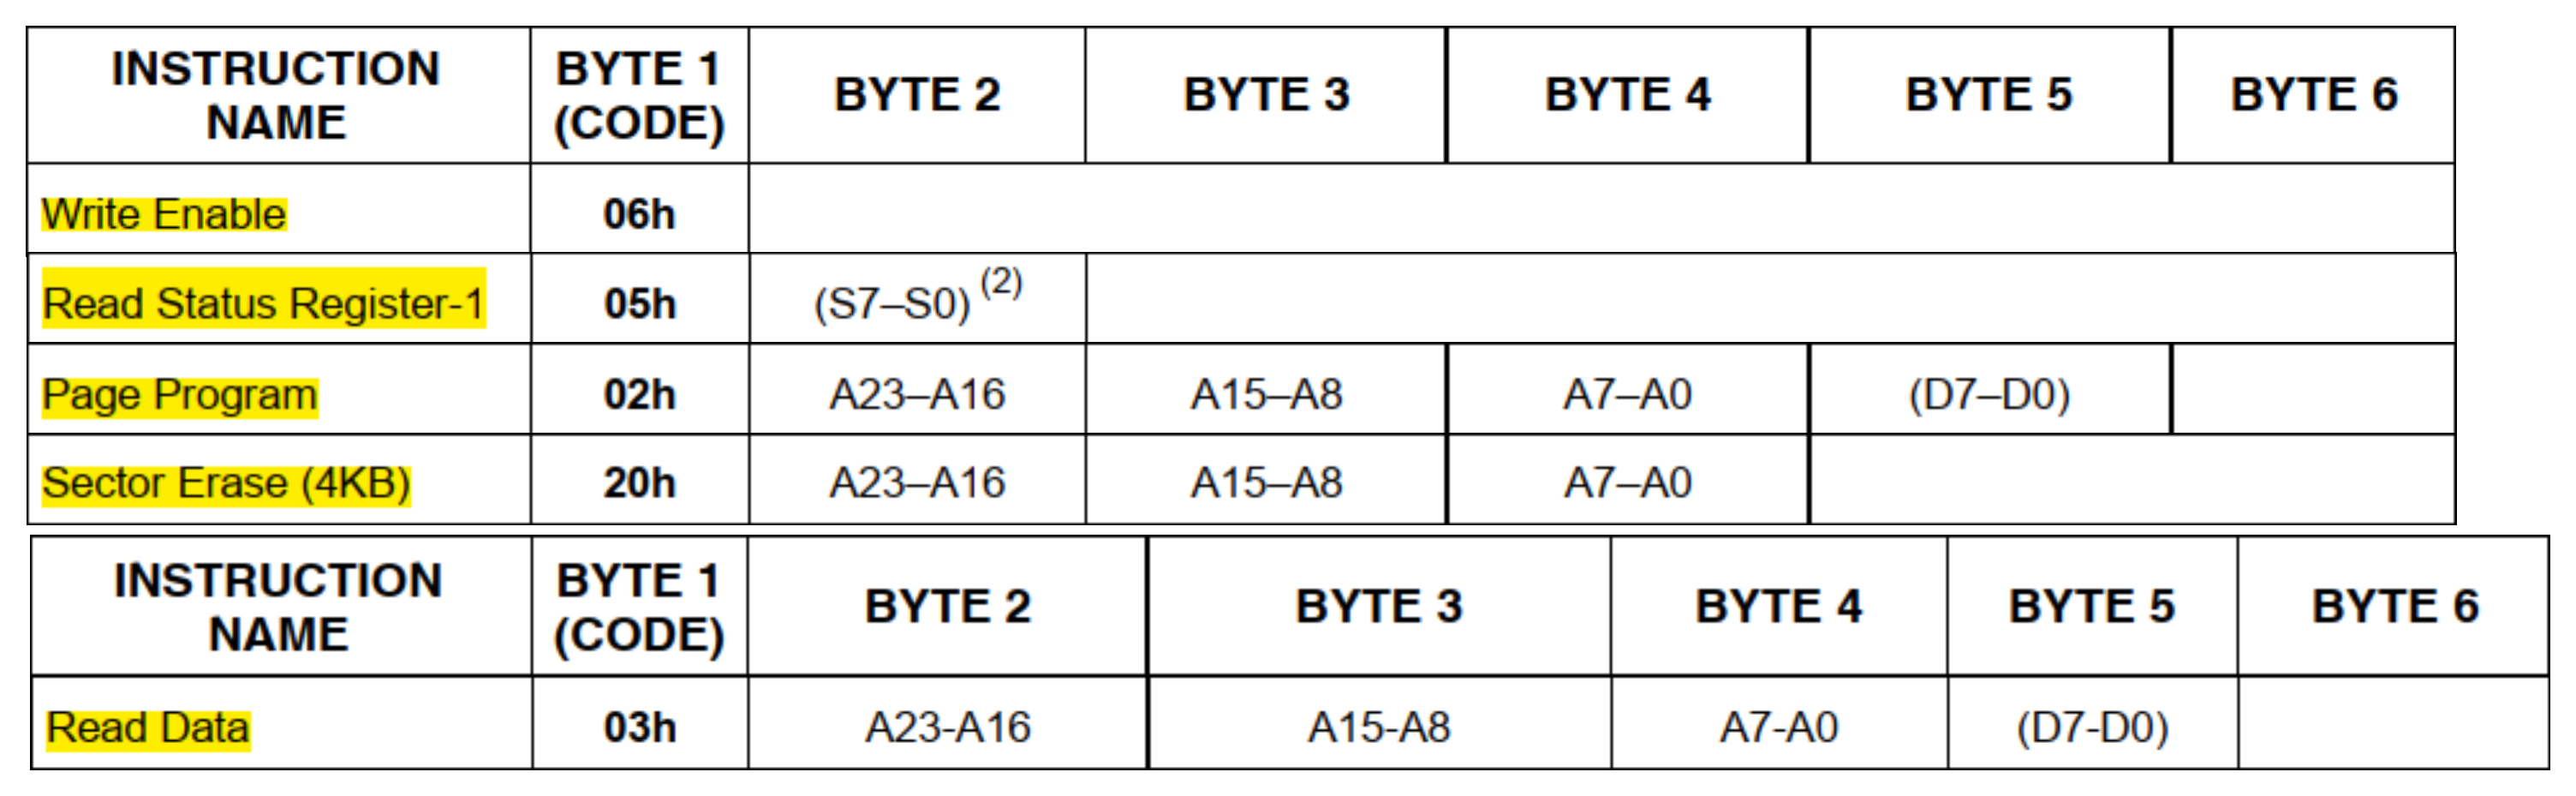 INSTRUCTION NAME BYTE 1 (CODE) BYTE 2 BYTE 3 BYTE 4 BYTE 5 BYTE 6
Write Enable 06h
Read Status Register-1 05h (S7–S0) (2)
Page Program 02h A23–A16 A15–A8 A7–A0 (D7–D0)
Sector Erase (4KB) 20h A23–A16 A15–A8 A7–A0
INSTRUCTION NAME BYTE 1 (CODE) BYTE 2 BYTE 3 BYTE 4 BYTE 5 BYTE 6
Read Data 03h A23-A16 A15-A8 A7-A0 (D7-D0)